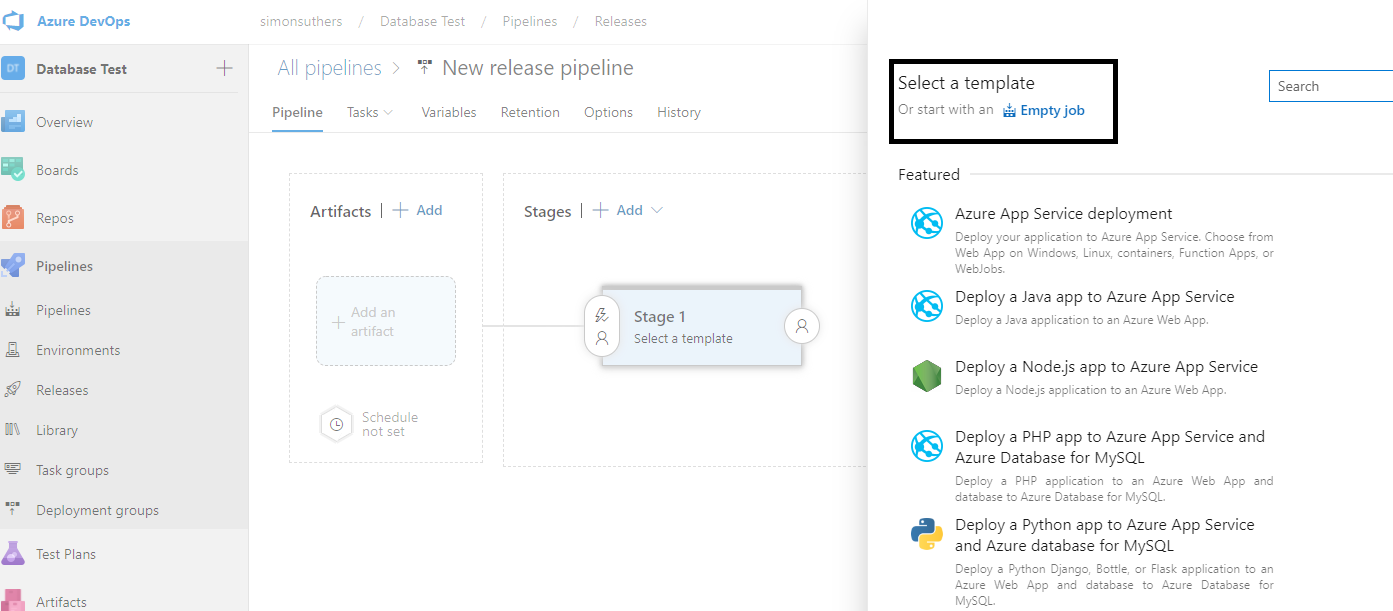 Azure DevOps
simonsuthers / Database Test / Pipelines / Releases
DT Database Test
Overview
Boards
Repos
Pipelines
Pipelines
Environments
Releases
Library
Task groups
Deployment groups
Test Plans
Artifacts
All pipelines > New release pipeline
Pipeline Tasks Variables Retention Options History
Artifacts | + Add
Add an
artifact
Schedule
not set
Stages | + Add
Stage 1
Select a template
Select a template
Or start with an Empty job
Search
Featured
Azure App Service deployment
Deploy your application to Azure App Service. Choose from
Web App on Windows, Linux, containers, Function Apps, or
WebJobs.
Deploy a Java app to Azure App Service
Deploy a Java application to an Azure Web App.
Deploy a Node.js app to Azure App Service
Deploy a Node.js application to an Azure Web App.
Deploy a PHP app to Azure App Service and
Azure Database for MySQL
Deploy a PHP application to an Azure Web App and
database to Azure Database for MySQL.
Deploy a Python app to Azure App Service
and Azure database for MySQL
Deploy a Python Django, Bottle, or Flask application to an
Azure Web App and database to Azure Database for
MySQL.